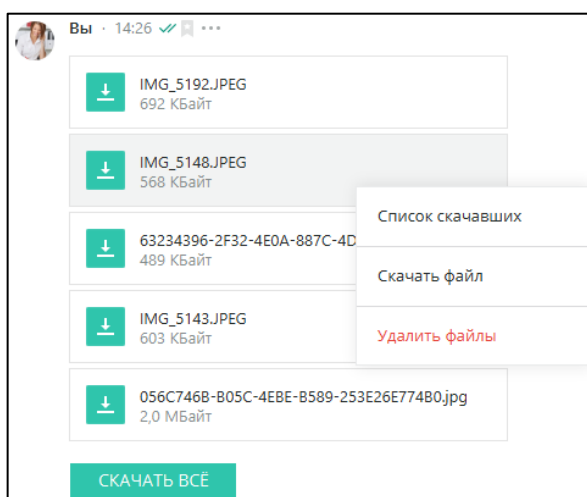 Вы · 14:26
IMG_5192.JPEG
692 КБайт
IMG_5148.JPEG
568 КБайт
Список скачавших
63234396-2F32-4E0A-887C-4D
489 КБайт
Скачать файл
IMG_5143.JPEG
603 КБайт
Удалить файлы
056C746B-B05C-4EBE-B589-253E26E774B0.jpg
2,0 МБайт
СКАЧАТЬ ВСЁ